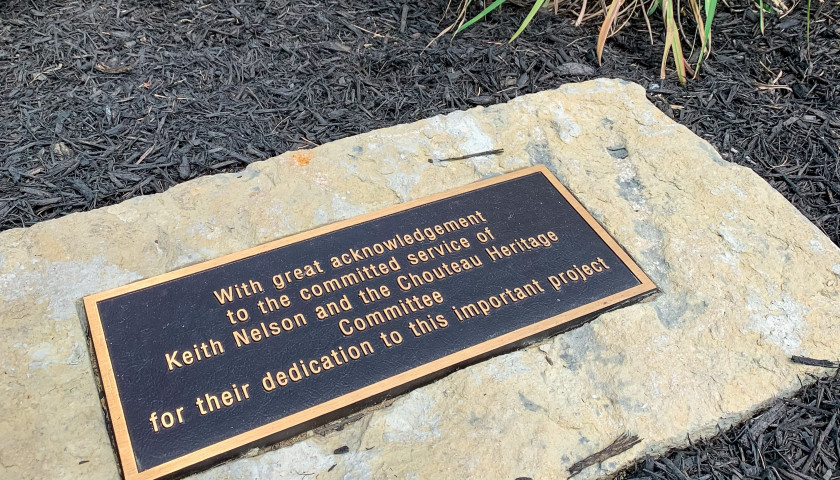 With great acknowledgement
to the committed service of
Keith Nelson and the Chouteau Heritage
Committee
for their dedication to this important project